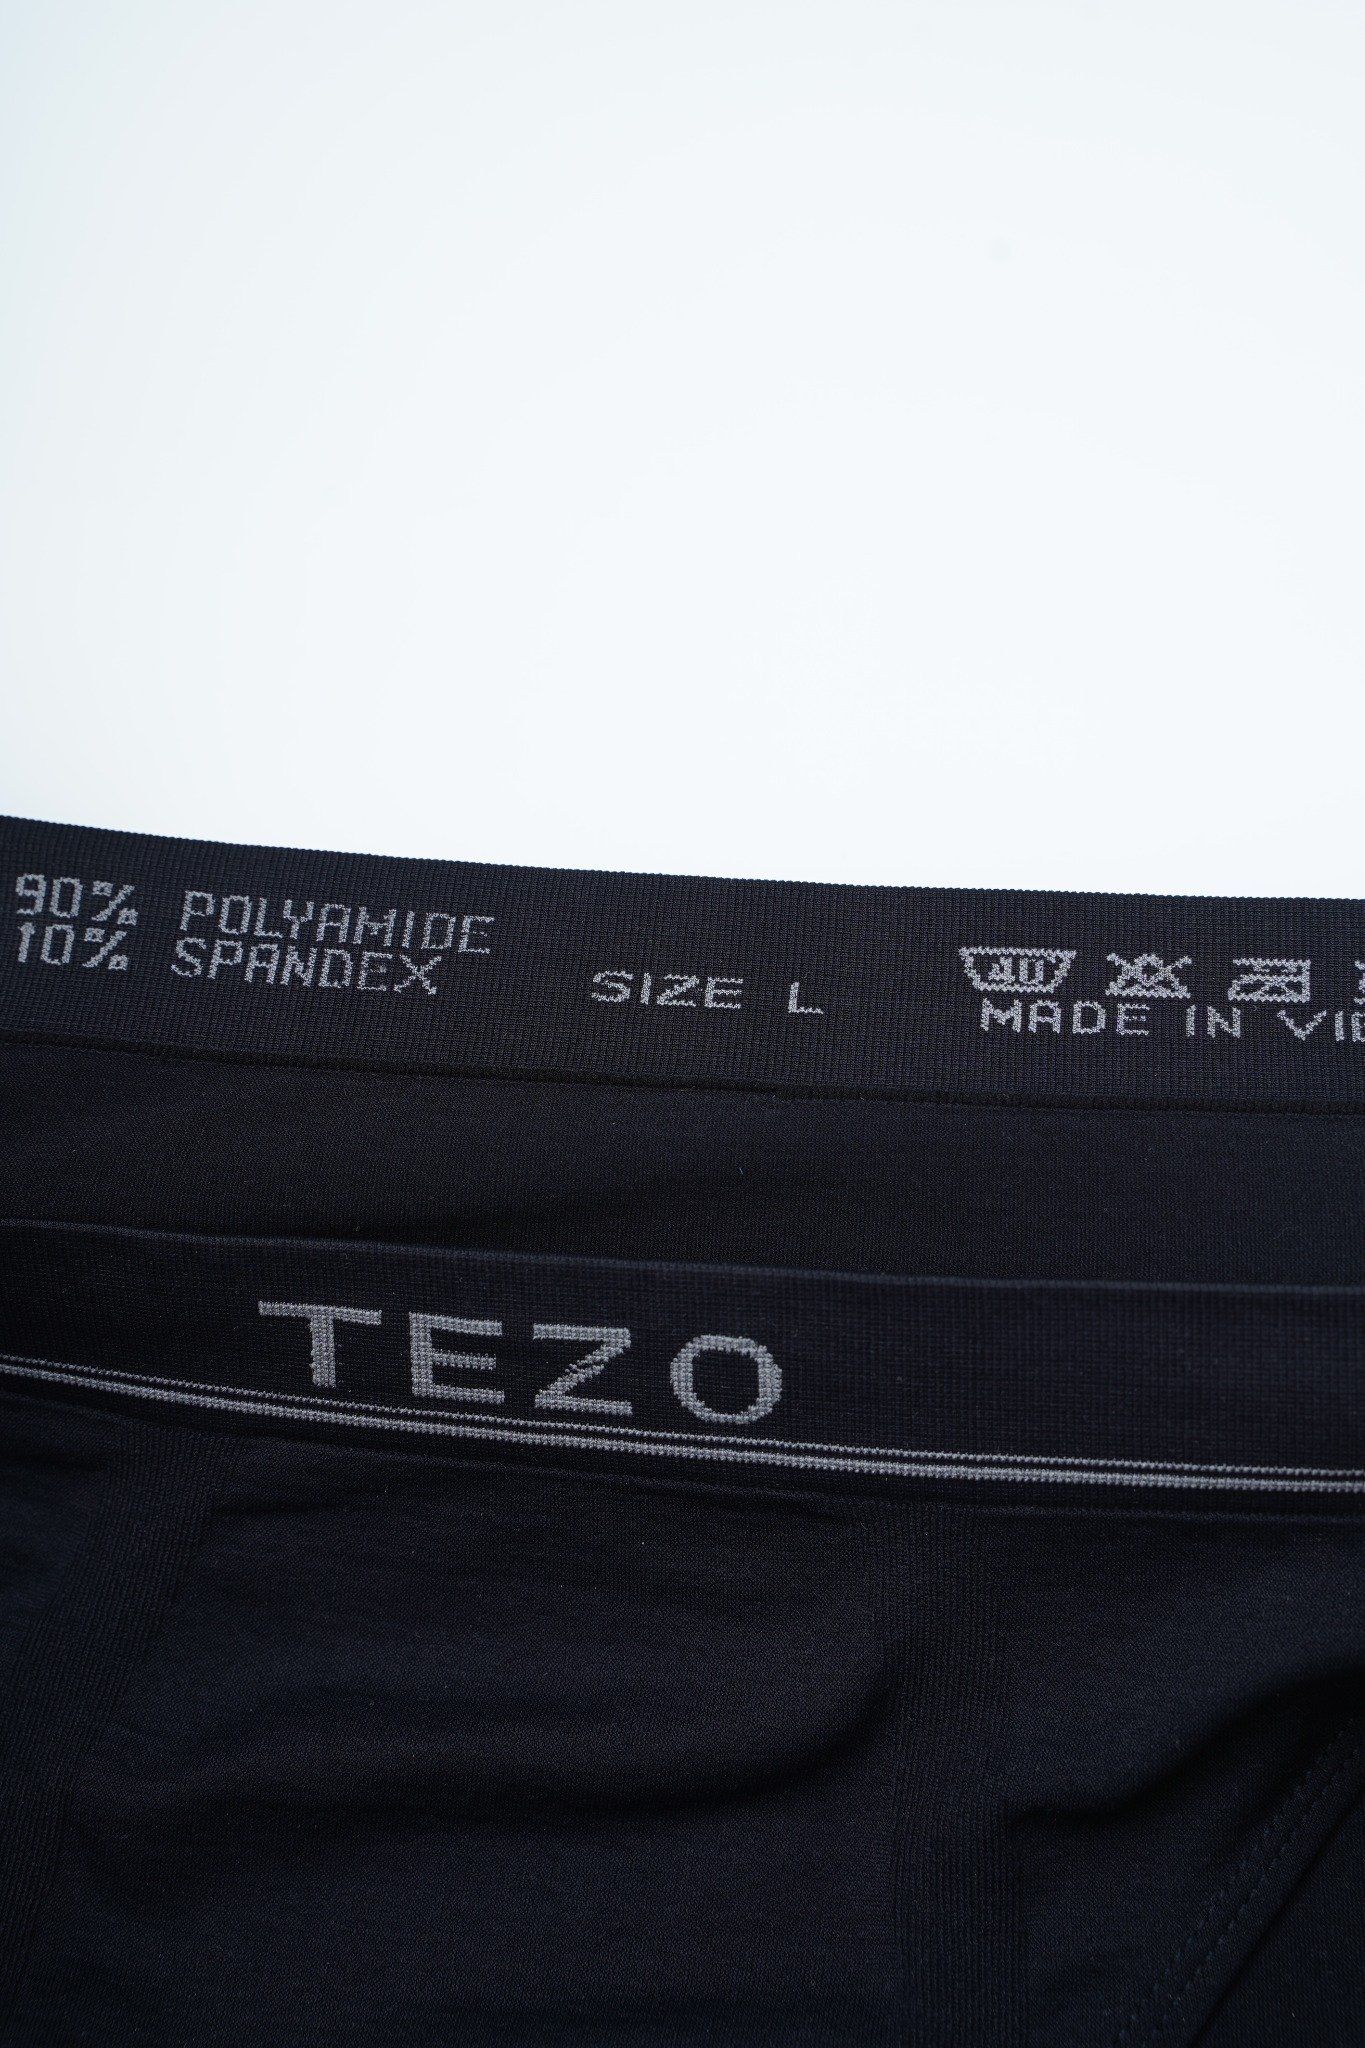 90% POLYAMIDE
10% SPANDEX
SIZE L
MADE IN
TEZO